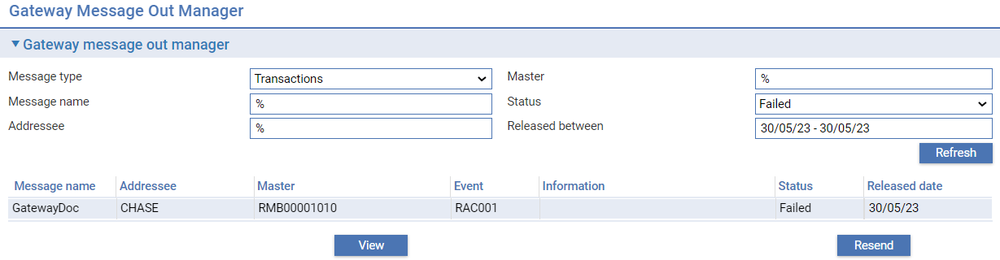 Gateway Message Out Manager
Gateway message out manager
Message type Transactions Master %
Message name % Status Failed
Addressee % Released between 30/05/23 - 30/05/23
Refresh
Message name Addressee Master Event Information Status Released date
GatewayDoc CHASE RMB00001010 RAC001 Failed 30/05/23
View Resend